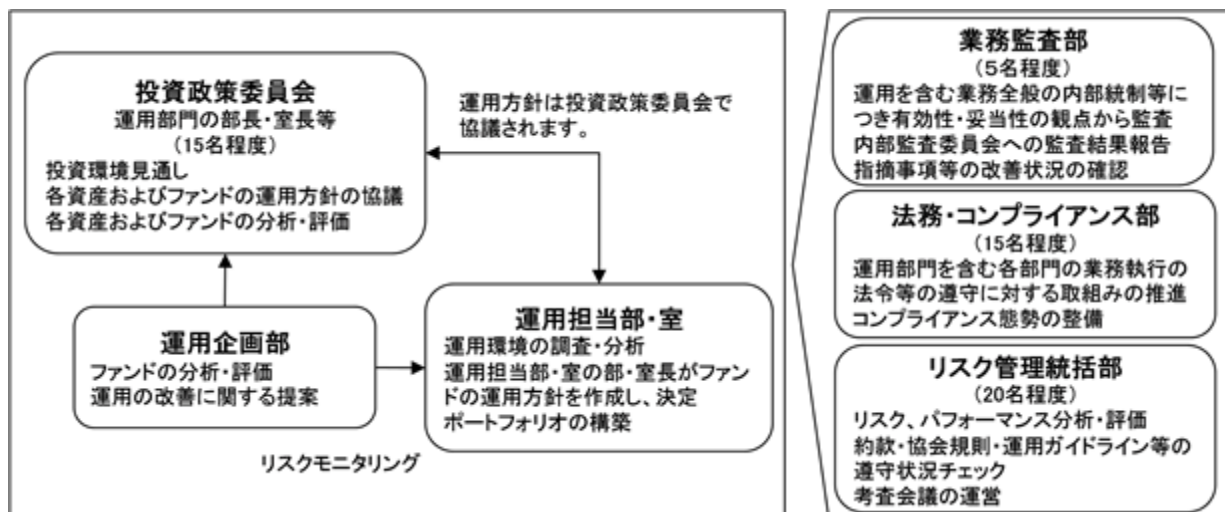 投資政策委員会
運用部門の部長・室長等
(15名程度)
投資環境見通し
各資産およびファンドの運用方針の協議
各資産およびファンドの分析・評価
運用方針は投資政策委員会で
協議されます。
運用企画部
ファンドの分析・評価
運用の改善に関する提案
運用担当部・室
運用環境の調査・分析
運用担当部・室の部・室長がファン
ドの運用方針を作成し、決定
ポートフォリオの構築
リスクモニタリング
業務監査部
(5名程度)
運用を含む業務全般の内部統制等に
つき有効性・妥当性の観点から監査
内部監査委員会への監査結果報告
指摘事項等の改善状況の確認
法務・コンプライアンス部
(15名程度)
運用部門を含む各部門の業務執行の
法令等の遵守に対する取組みの推進
コンプライアンス態勢の整備
リスク管理統括部
(20名程度)
リスク、パフォーマンス分析・評価
約款・協会規則・運用ガイドライン等の
遵守状況チェック
考査会議の運営